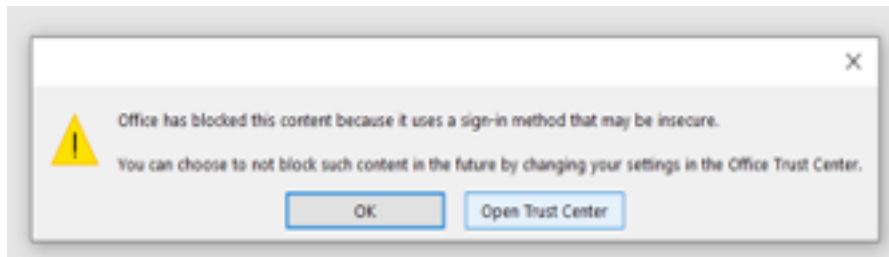 Office has blocked this content because it uses a sign-in method that may be insecure.
You can choose to not block such content in the future by changing your settings in the Office Trust Center.
OK
Open Trust Center